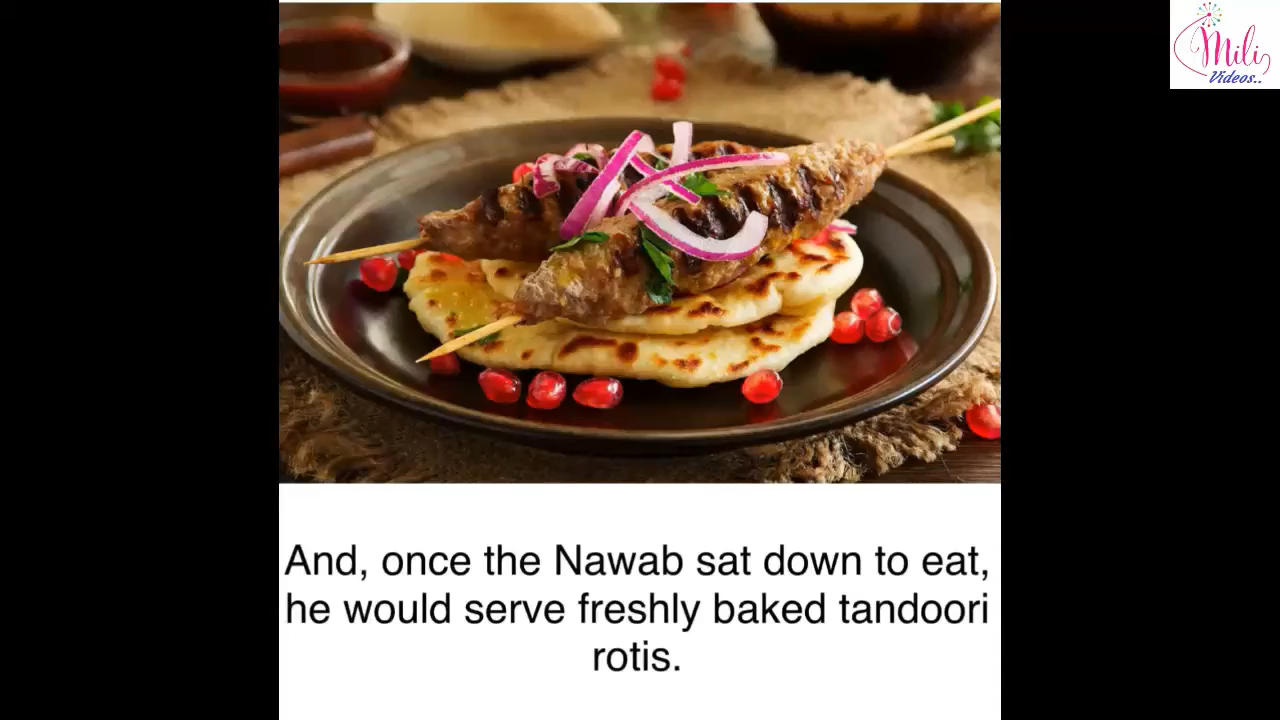 Mili
Videos..
And, once the Nawab sat down to eat,
he would serve freshly baked tandoori
rotis.